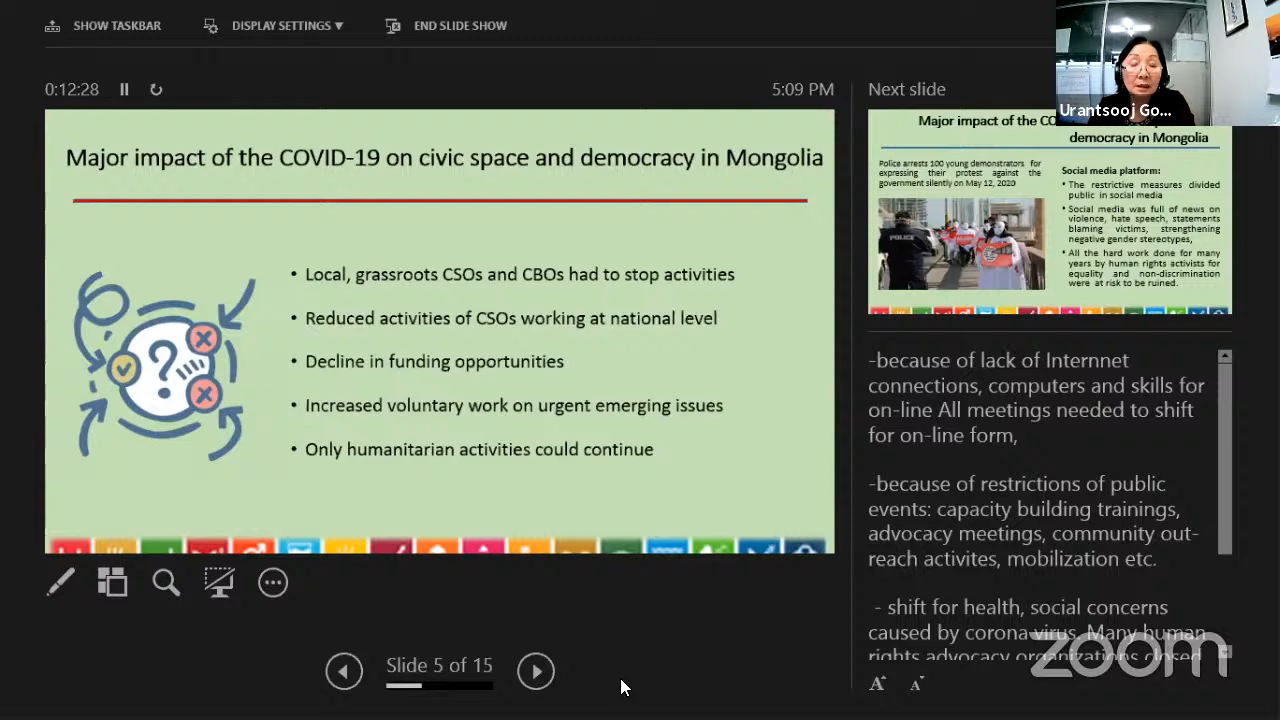 SHOW TASKBAR
DISPLAY SETTINGS ▼
END SLIDE SHOW
0:12:28
5:09 PM
Major impact of the COVID-19 on civic space and democracy in Mongolia
• Local, grassroots CSOs and CBOs had to stop activities
• Reduced activities of CSOs working at national level
• Decline in funding opportunities
• Increased voluntary work on urgent emerging issues
• Only humanitarian activities could continue
Slide 5 of 15
Next slide
Urantsooj Go...
Major impact of the CO
democracy in Mongolia
Police arrests 100 young demonstrators for
expressing their protest against the
government silently on May 12, 2020
POLICE
Social media platform:
• The restrictive measures divided
public in social media
• Social media was full of news on
violence, hate speech, statements
blaming victims, strengthening
negative gender stereotypes,
• All the hard work done for many
years by human rights activists for
equality and non-discrimination
were at risk to be ruined.
-because of lack of Internnet
connections, computers and skills for
on-line All meetings needed to shift
for on-line form,
-because of restrictions of public
events: capacity building trainings,
advocacy meetings, community out-
reach activites, mobilization etc.
- shift for health, social concerns
caused by corona virus. Many human
rights advocacy organizations closed
zoom
A A